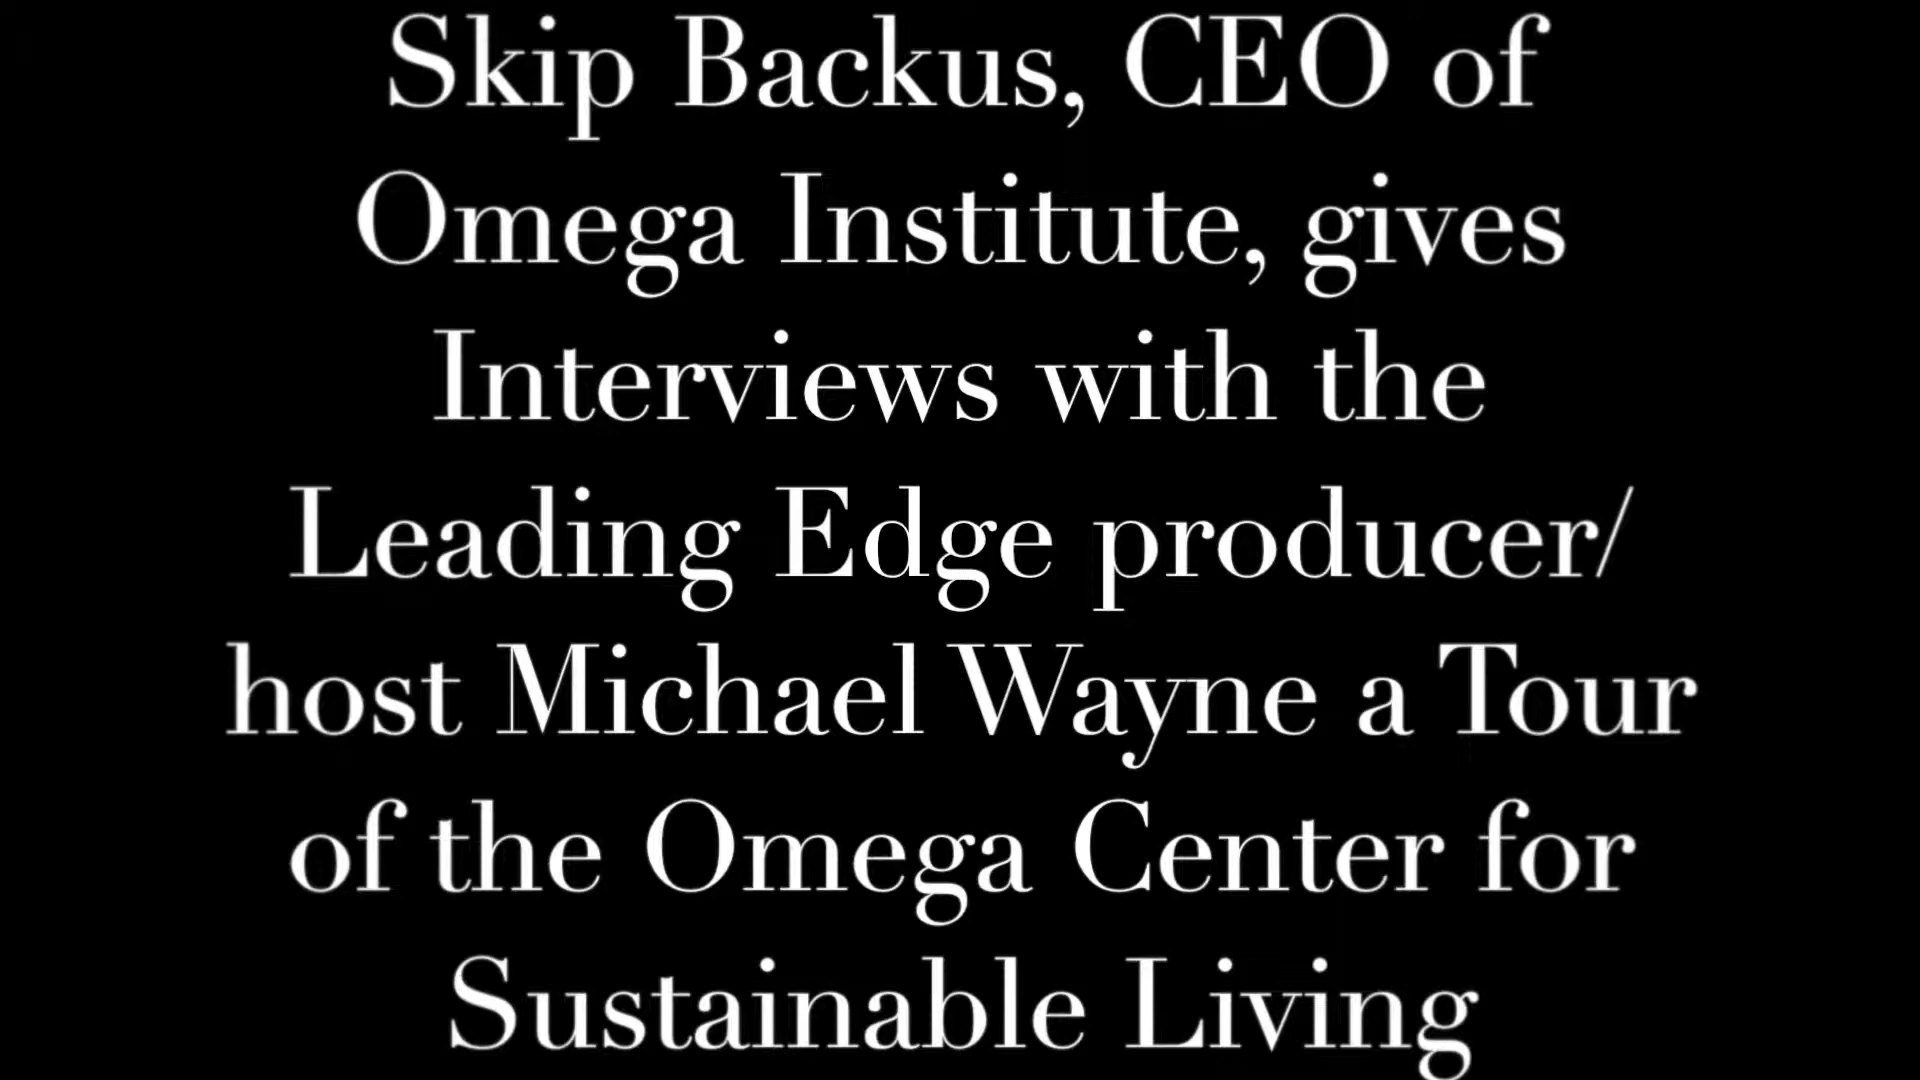 Skip Backus, CEO of
Omega Institute, gives
Interviews with the
Leading Edge producer/
host Michael Wayne a Tour
of the Omega Center for
Sustainable Living